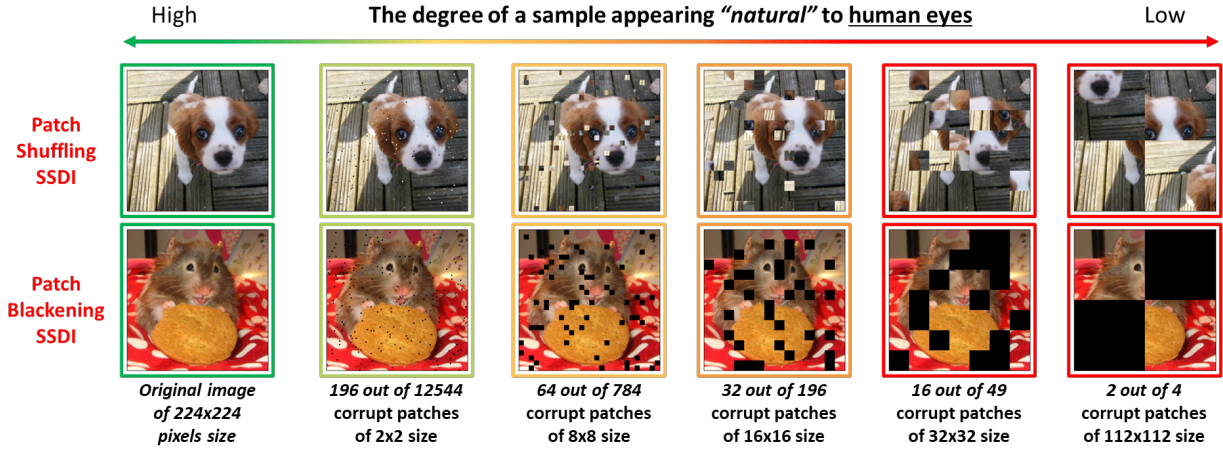 High
The degree of a sample appearing “natural” to human eyes
Low
Patch
Shuffling
SSDI
Patch
Blackening
SSDI
Original image
of 224x224
pixels size
196 out of 12544
corrupt patches
of 2x2 size
64 out of 784
corrupt patches
of 8x8 size
32 out of 196
corrupt patches
of 16x16 size
16 out of 49
corrupt patches
of 32x32 size
2 out of 4
corrupt patches
of 112x112 size